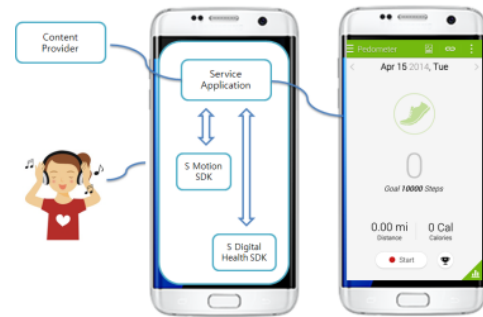 Content
Provider
Service
Application
S Motion
SDK
S Digital
Health SDK
Pedometer
Apr 15 2014, Tue
0
Goal 10000 Steps
0.00 mi
Distance
0 Cal
Calories
Start